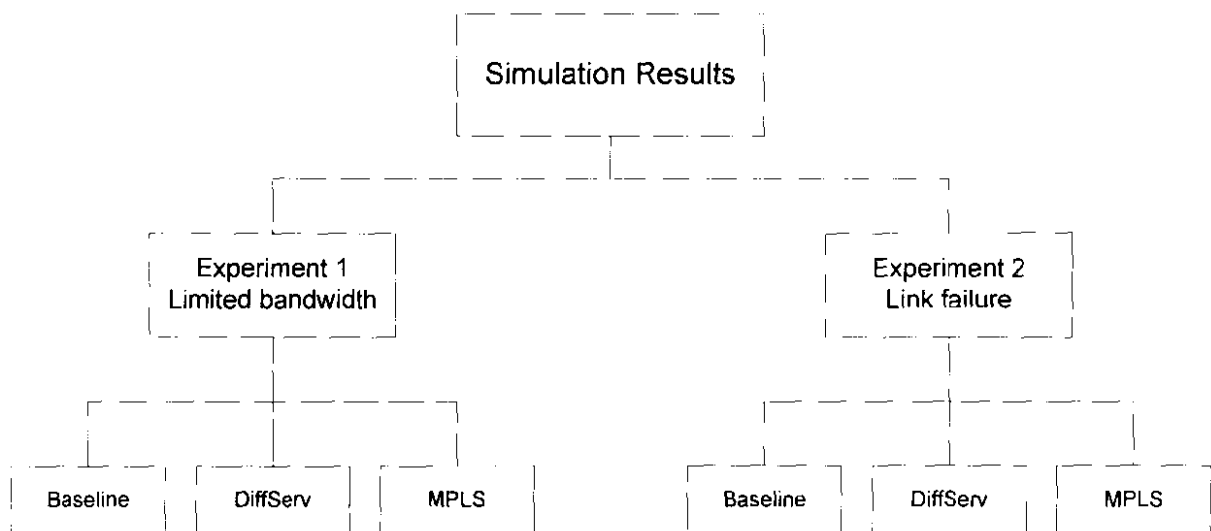 Simulation Results
Experiment 1
Limited bandwidth
Experiment 2
Link failure
Baseline
DiffServ
MPLS
Baseline
DiffServ
MPLS